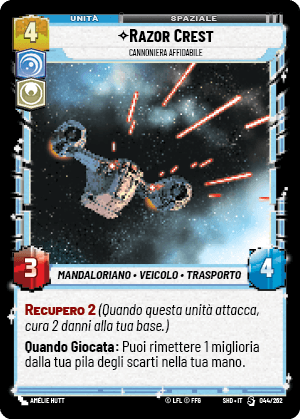 UNITÀ
SPAZIALE
4
✧RAZOR CREST
CANNONIERA AFFIDABILE
3
4
MANDALORIANO • VEICOLO • TRASPORTO
RECUPERO 2 (Quando questa unità attacca,
cura 2 danni alla tua base.)
Quando Giocata: Puoi rimettere 1 miglioria
dalla tua pila degli scarti nella tua mano.
AMÉLIE HUTT
© LFL © FFG
SHD • IT
044/262